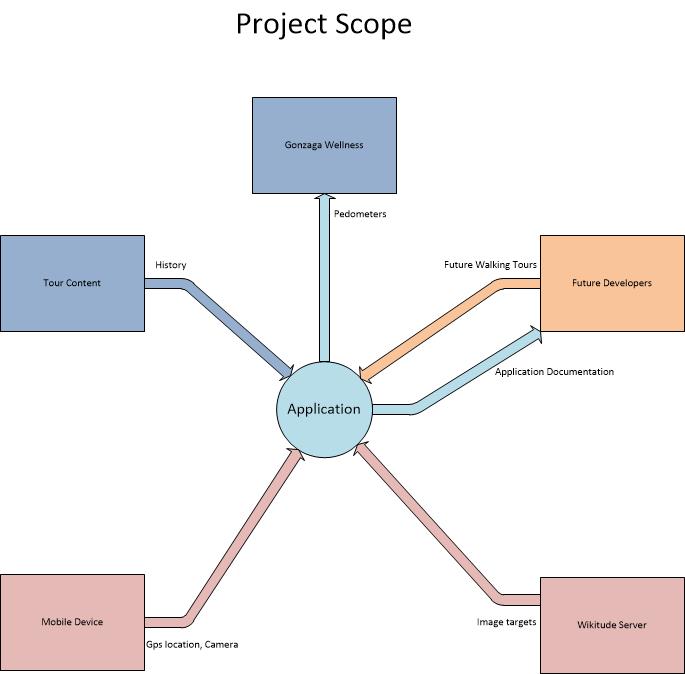 Project Scope
Gonzaga Wellness
Pedometers
History
Future Walking Tours
Tour Content
Future Developers
Application Documentation
Application
Mobile Device
Gps location, Camera
Image targets
Wikitude Server